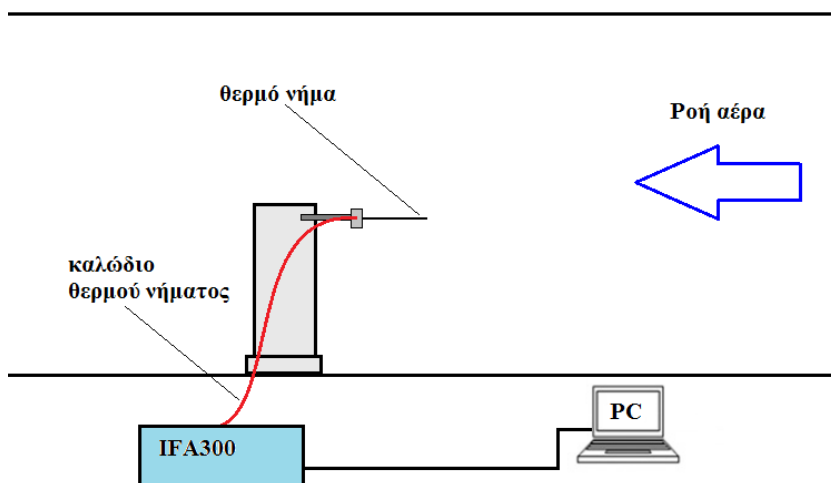 θερμό νήμα
Ροή αέρα
καλώδιο
θερμού νήματος
PC
IFA300